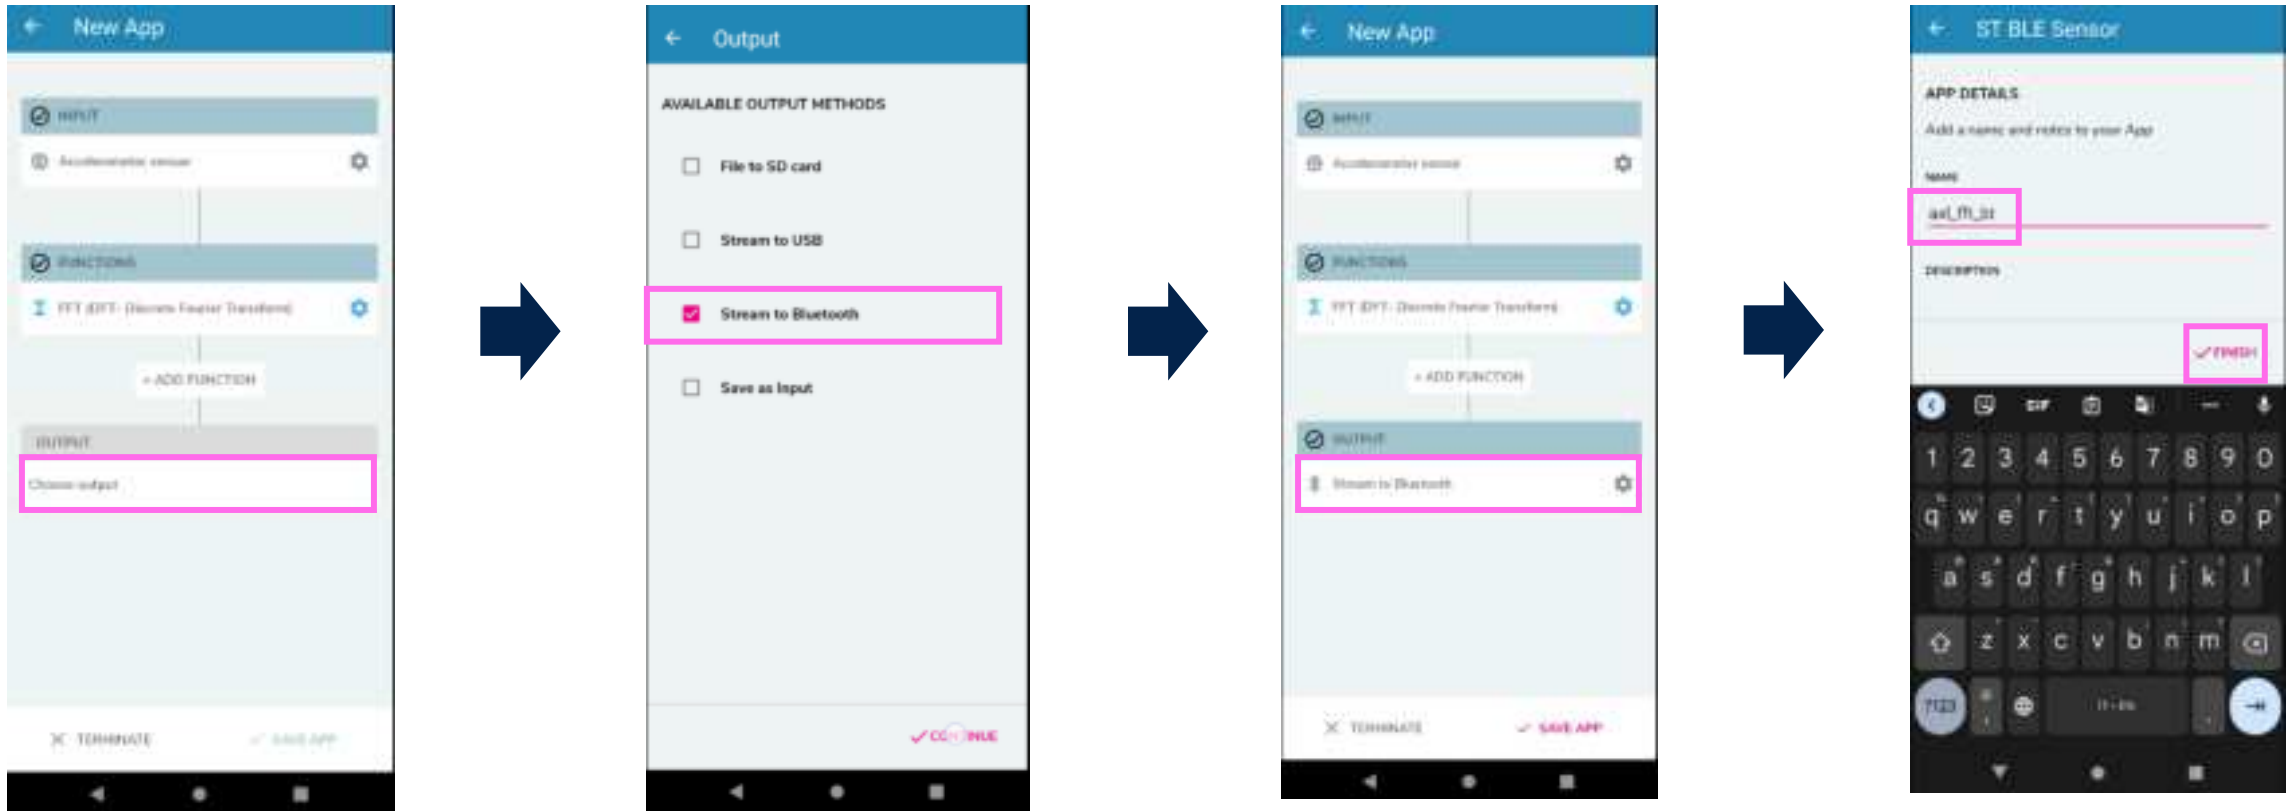 New App
INPUT
Accelerometer sensor
FUNCTIONS
FFT (DFT- Discrete Fourier Transform)
+ ADD FUNCTION
OUTPUT
Choose output
TERMINATE
SAVE APP
Output
AVAILABLE OUTPUT METHODS
File to SD card
Stream to USB
Stream to Bluetooth
Save as Input
CONTINUE
New App
INPUT
Accelerometer sensor
FUNCTIONS
FFT (DFT- Discrete Fourier Transform)
+ ADD FUNCTION
OUTPUT
Stream to Bluetooth
TERMINATE
SAVE APP
ST BLE Sensor
APP DETAILS
Add a name and notes to your App
NAME
axl_fft_bt
DESCRIPTION
FINISH
GIF
1 2 3 4 5 6 7 8 9 0
q w e r t y u i o p
a s d f g h j k l
z x c v b n m
?123